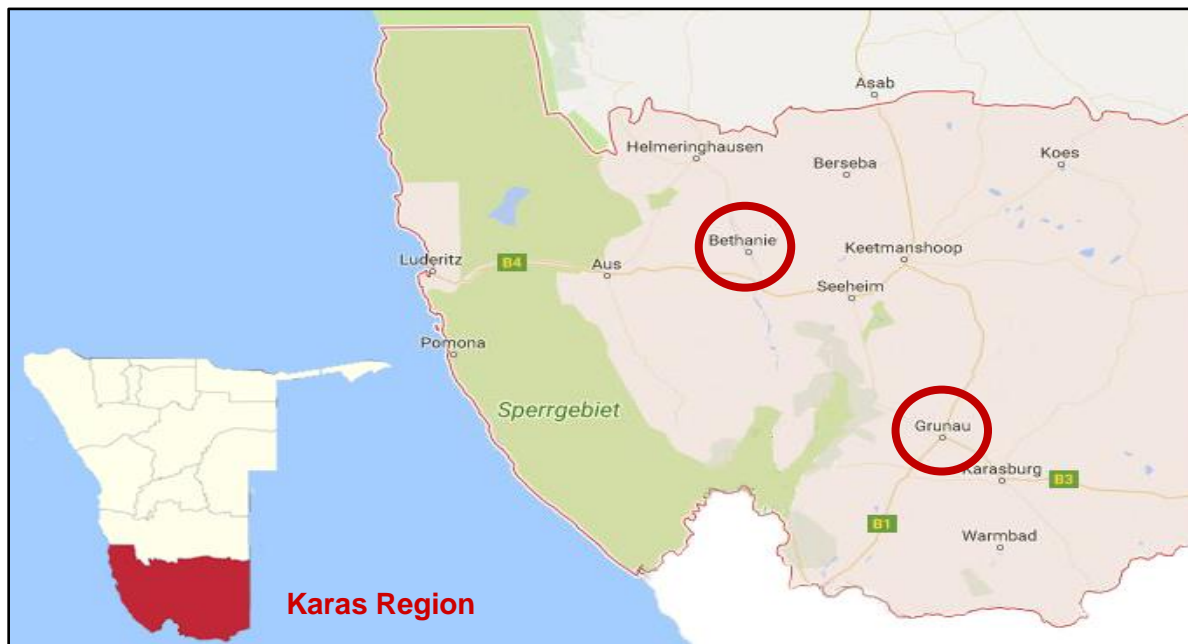 Asab
Helmeringhausen
Berseba
Koes
Bethanie
Keetmanshoop
Luderitz
B4
Aus
Seeheim
Pomona
Sperrgebiet
Grunau
Karasburg
B3
B1
Warmbad
Karas Region